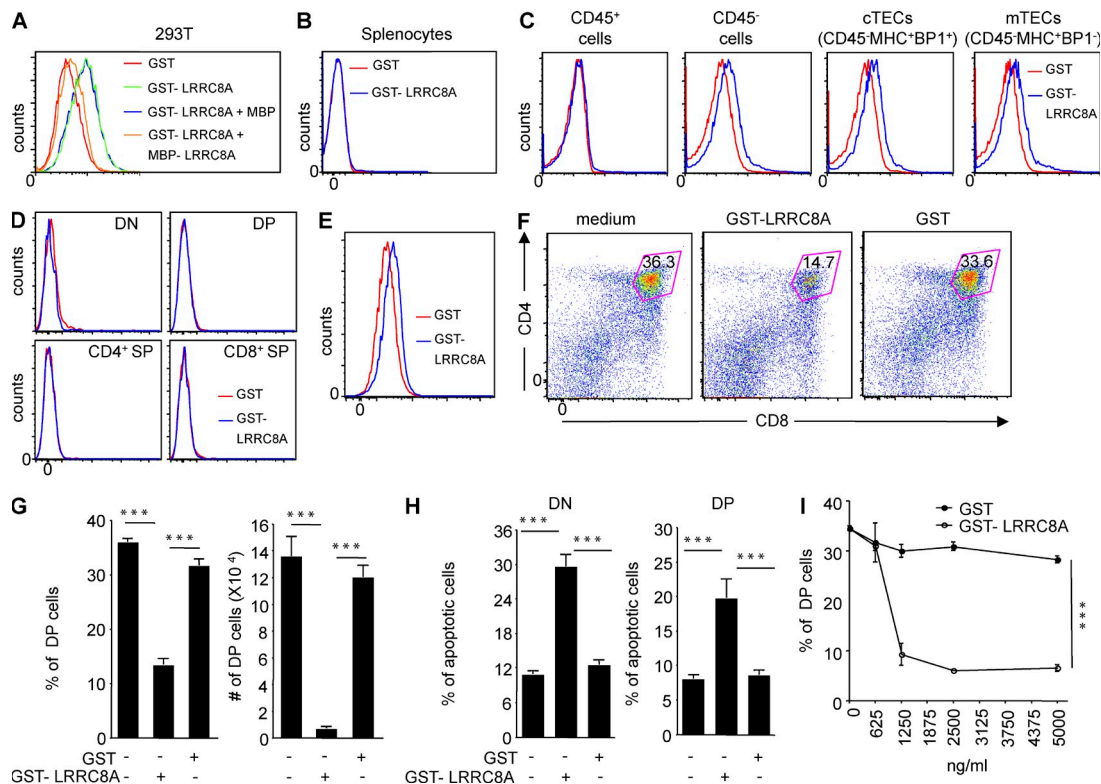 A
293T
counts
0
GST
GST- LRRC8A
GST- LRRC8A + MBP
GST- LRRC8A +
MBP- LRRC8A
B
Splenocytes
counts
0
GST
GST- LRRC8A
C
CD45+
cells
CD45-
cells
cTECs
(CD45-MHC+BP1+)
mTECs
(CD45-MHC+BP1-)
counts
0
GST
GST-
LRRC8A
D
DN
DP
counts
0
CD4+ SP
CD8+ SP
counts
0
0
GST
GST-
LRRC8A
E
counts
0
GST
GST-
LRRC8A
F
medium
GST-LRRC8A
GST
36.3
14.7
33.6
CD4
0
0
0
0
CD8
G
% of DP cells
40
30
20
10
0
# of DP cells (X10 4)
16
14
12
10
8
6
4
2
0
*** ***
*** ***
GST - - + - - +
GST- LRRC8A - + - - + -
H
DN
% of apoptotic cells
36
30
24
18
12
6
0
*** ***
DP
% of apoptotic cells
30
25
20
15
10
5
0
*** ***
GST - - + - - +
GST- LRRC8A - + - - + -
I
GST
GST- LRRC8A
% of DP cells
40
35
30
25
20
15
10
5
0
***
0 625 1250 1875 2500 3125 3750 4375 5000
ng/ml